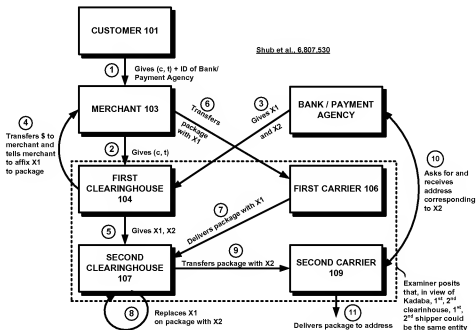 CUSTOMER 101
Shub et al., 6,807,530
1
Gives (c, t) + ID of Bank/
Payment Agency
4
Transfers $ to
merchant and tells
merchant to affix X1
to package
MERCHANT 103
6
Transfers
package
with X1
3
Gives X1
and X2
BANK / PAYMENT
AGENCY
2
Gives (c, t)
10
Asks for and
receives
address
corresponding
to X2
FIRST CLEARINGHOUSE
104
7
Delivers package with X1
FIRST CARRIER 106
5
Gives X1, X2
SECOND
CLEARINGHOUSE
107
9
Transfers package with X2
SECOND CARRIER
109
8
Replaces X1
on package with X2
11
Delivers package to address
Examiner posits
that, in view of
Kadaba, 1st, 2nd
clearinhouse, 1st,
2nd shipper could
be the same entity